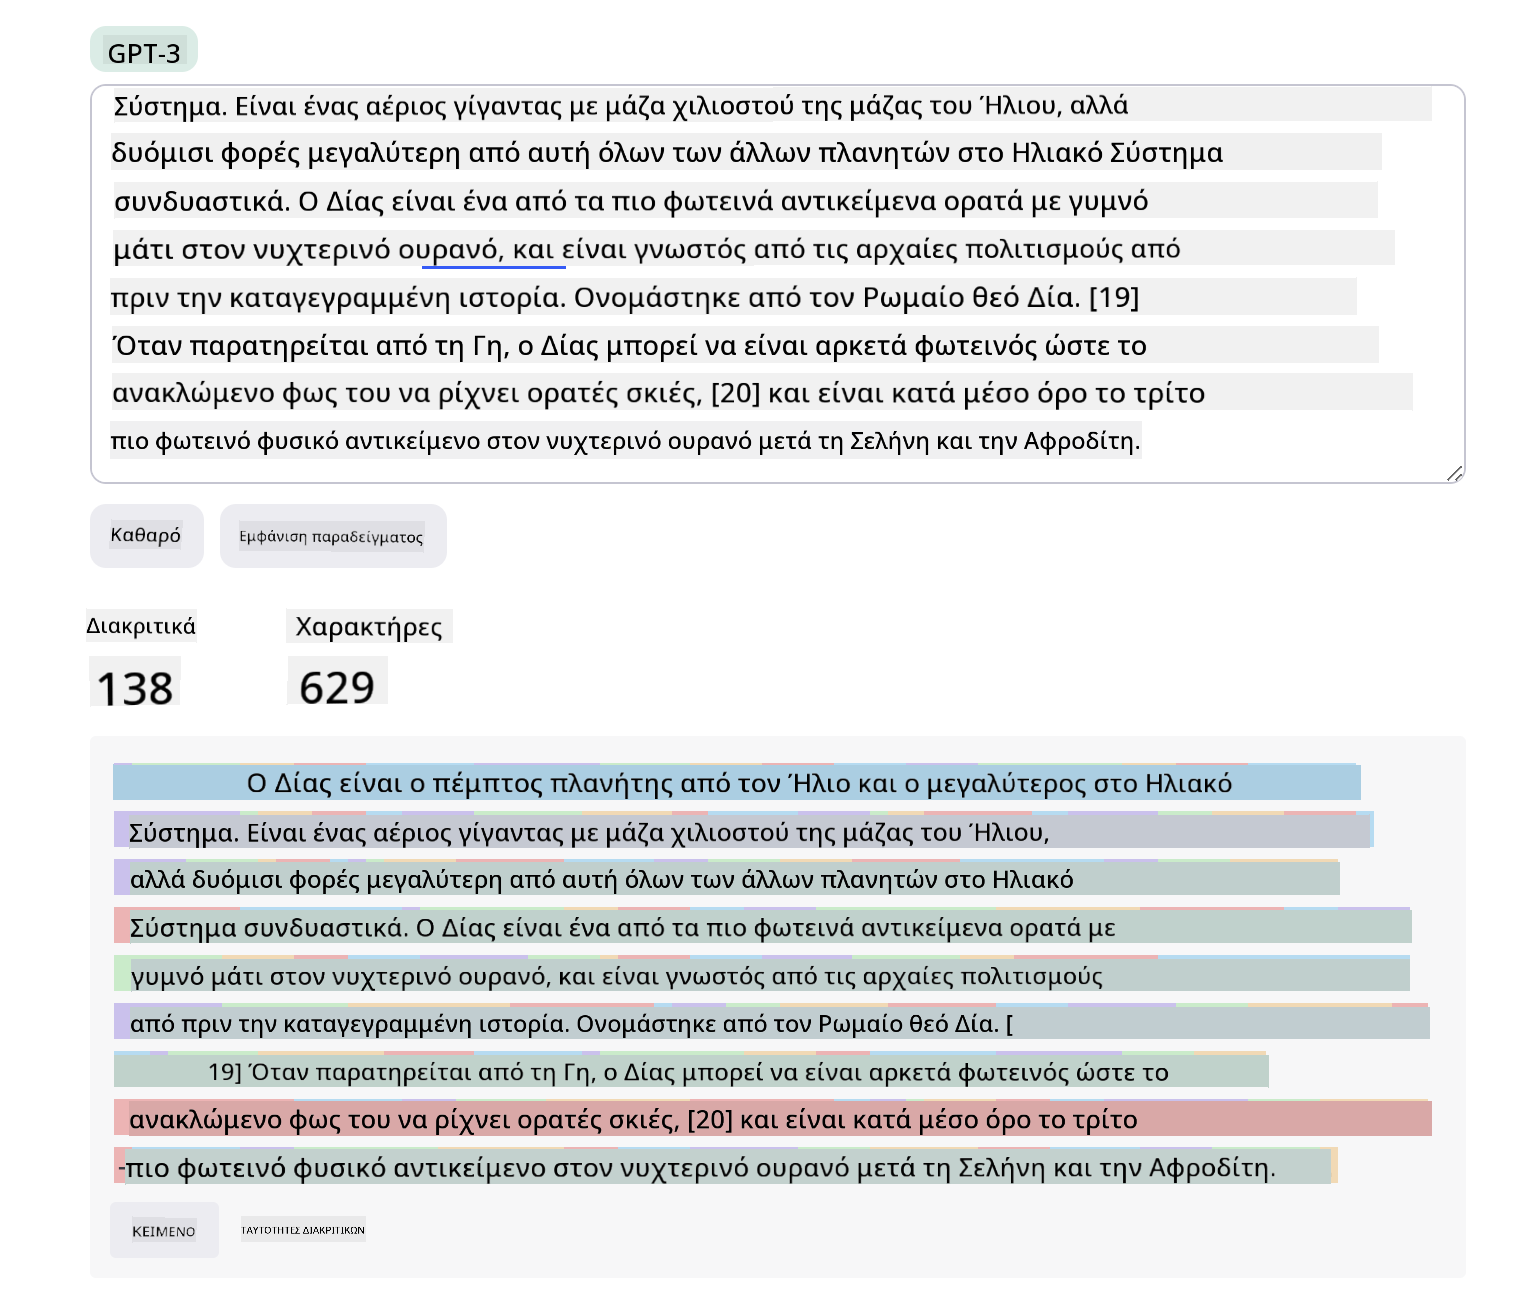 GPT-3
Σύστημα. Είναι ένας αέριος γίγαντας με μάζα χιλιοστού της μάζας του Ήλιου, αλλά
δυόμισι φορές μεγαλύτερη από αυτή όλων των άλλων πλανητών στο Ηλιακό Σύστημα
συνδυαστικά. Ο Δίας είναι ένα από τα πιο φωτεινά αντικείμενα ορατά με γυμνό
μάτι στον νυχτερινό ουρανό, και είναι γνωστός από τις αρχαίες πολιτισμούς από
πριν την καταγεγραμμένη ιστορία. Ονομάστηκε από τον Ρωμαίο θεό Δία. [19]
Όταν παρατηρείται από τη Γη, ο Δίας μπορεί να είναι αρκετά φωτεινός ώστε το
ανακλώμενο φως του να ρίχνει ορατές σκιές, [20] και είναι κατά μέσο όρο το τρίτο
πιο φωτεινό φυσικό αντικείμενο στον νυχτερινό ουρανό μετά τη Σελήνη και την Αφροδίτη.
Καθαρό Εμφάνιση παραδείγματος
Διακριτικά Χαρακτήρες
138 629
Ο Δίας είναι ο πέμπτος πλανήτης από τον Ήλιο και ο μεγαλύτερος στο Ηλιακό
Σύστημα. Είναι ένας αέριος γίγαντας με μάζα χιλιοστού της μάζας του Ήλιου,
αλλά δυόμισι φορές μεγαλύτερη από αυτή όλων των άλλων πλανητών στο Ηλιακό
Σύστημα συνδυαστικά. Ο Δίας είναι ένα από τα πιο φωτεινά αντικείμενα ορατά με
γυμνό μάτι στον νυχτερινό ουρανό, και είναι γνωστός από τις αρχαίες πολιτισμούς
από πριν την καταγεγραμμένη ιστορία. Ονομάστηκε από τον Ρωμαίο θεό Δία. [
19] Όταν παρατηρείται από τη Γη, ο Δίας μπορεί να είναι αρκετά φωτεινός ώστε το
ανακλώμενο φως του να ρίχνει ορατές σκιές, [20] και είναι κατά μέσο όρο το τρίτο
-πιο φωτεινό φυσικό αντικείμενο στον νυχτερινό ουρανό μετά τη Σελήνη και την Αφροδίτη.
ΚΕΙΜΕΝΟ ΤΑΥΤΟΤΗΤΕΣ ΔΙΑΚΡΙΤΙΚΩΝ